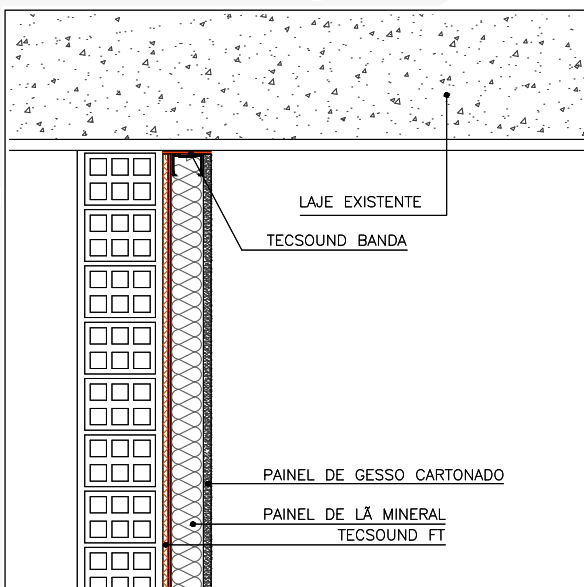 LAJE EXISTENTE
TECSOUND BANDA
PAINEL DE GESSO CARTONADO
PAINEL DE LÃ MINERAL
TECSOUND FT